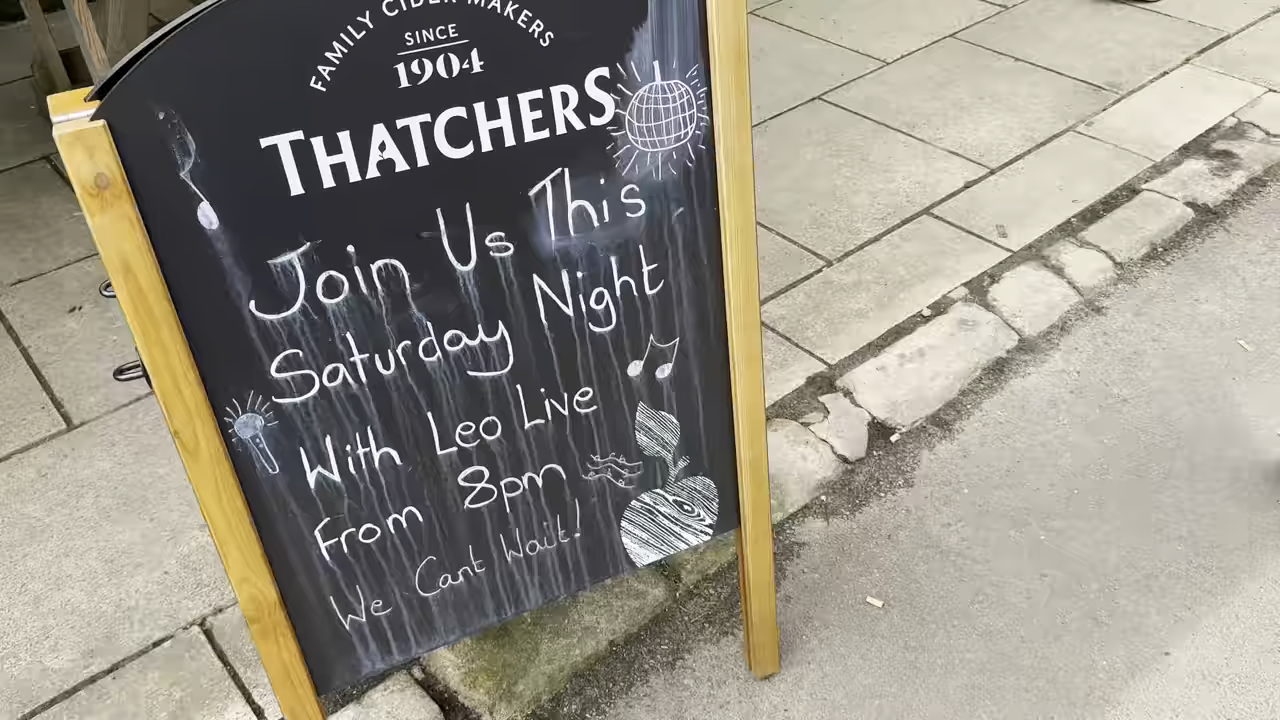 FAMILY CIDER MAKERS
SINCE
1904
THATCHERS
Join Us This
Saturday Night
With Leo Live
From 8pm
We Cant Wait!